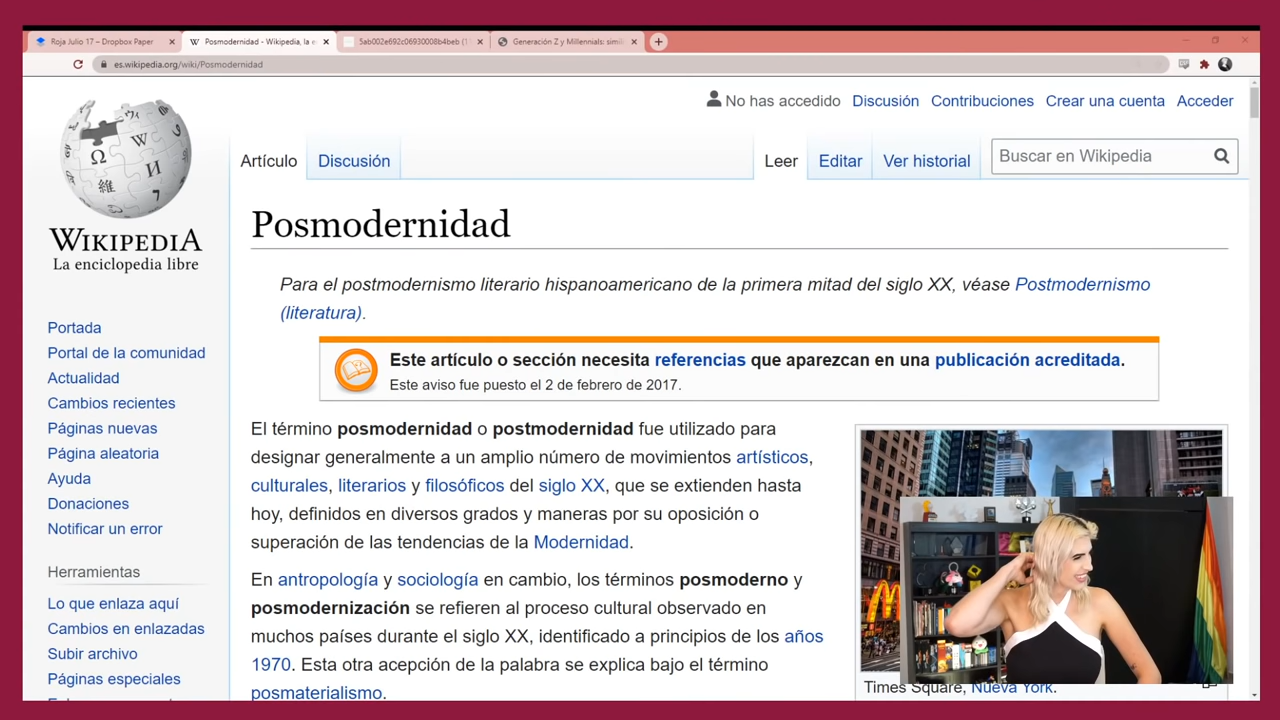 Roja Julio 17 – Dropbox Paper
Posmodernidad - Wikipedia, la e
5ab002e692c06930008b4beb (1
Generación Z y Millennials: simil
es.wikipedia.org/wiki/Posmodernidad
No has accedido Discusión Contribuciones Crear una cuenta Acceder
Artículo Discusión Leer Editar Ver historial Buscar en Wikipedia
WIKIPEDIA
La enciclopedia libre
Posmodernidad
Para el postmodernismo literario hispanoamericano de la primera mitad del siglo XX, véase Postmodernismo
(literatura).
Este artículo o sección necesita referencias que aparezcan en una publicación acreditada.
Este aviso fue puesto el 2 de febrero de 2017.
Portada
Portal de la comunidad
Actualidad
Cambios recientes
Páginas nuevas
Página aleatoria
Ayuda
Donaciones
Notificar un error
Herramientas
Lo que enlaza aquí
Cambios en enlazadas
Subir archivo
Páginas especiales
El término posmodernidad o postmodernidad fue utilizado para
designar generalmente a un amplio número de movimientos artísticos,
culturales, literarios y filosóficos del siglo XX, que se extienden hasta
hoy, definidos en diversos grados y maneras por su oposición o
superación de las tendencias de la Modernidad.
En antropología y sociología en cambio, los términos posmoderno y
posmodernización se refieren al proceso cultural observado en
muchos países durante el siglo XX, identificado a principios de los años
1970. Esta otra acepción de la palabra se explica bajo el término
posmaterialismo.
Times Square, Nueva York.